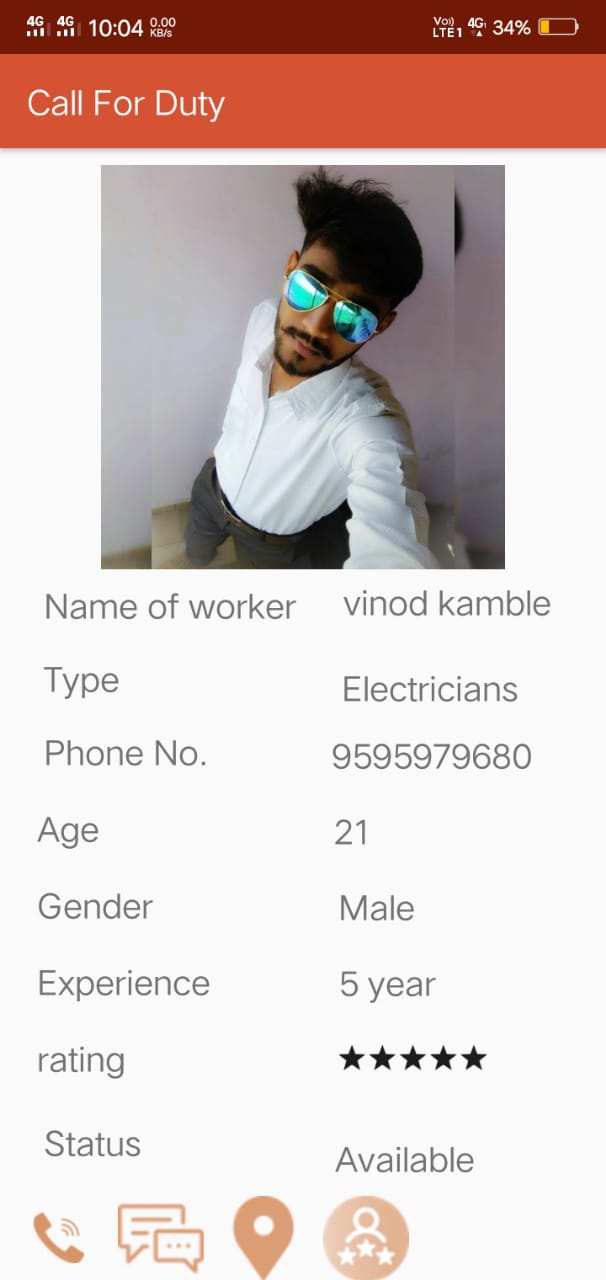 4G 4G 10:04 0.00 KB/s Vo)) LTE1 4G 34%
Call For Duty
Name of worker vinod kamble
Type Electricians
Phone No. 9595979680
Age 21
Gender Male
Experience 5 year
rating ★★★★★
Status Available